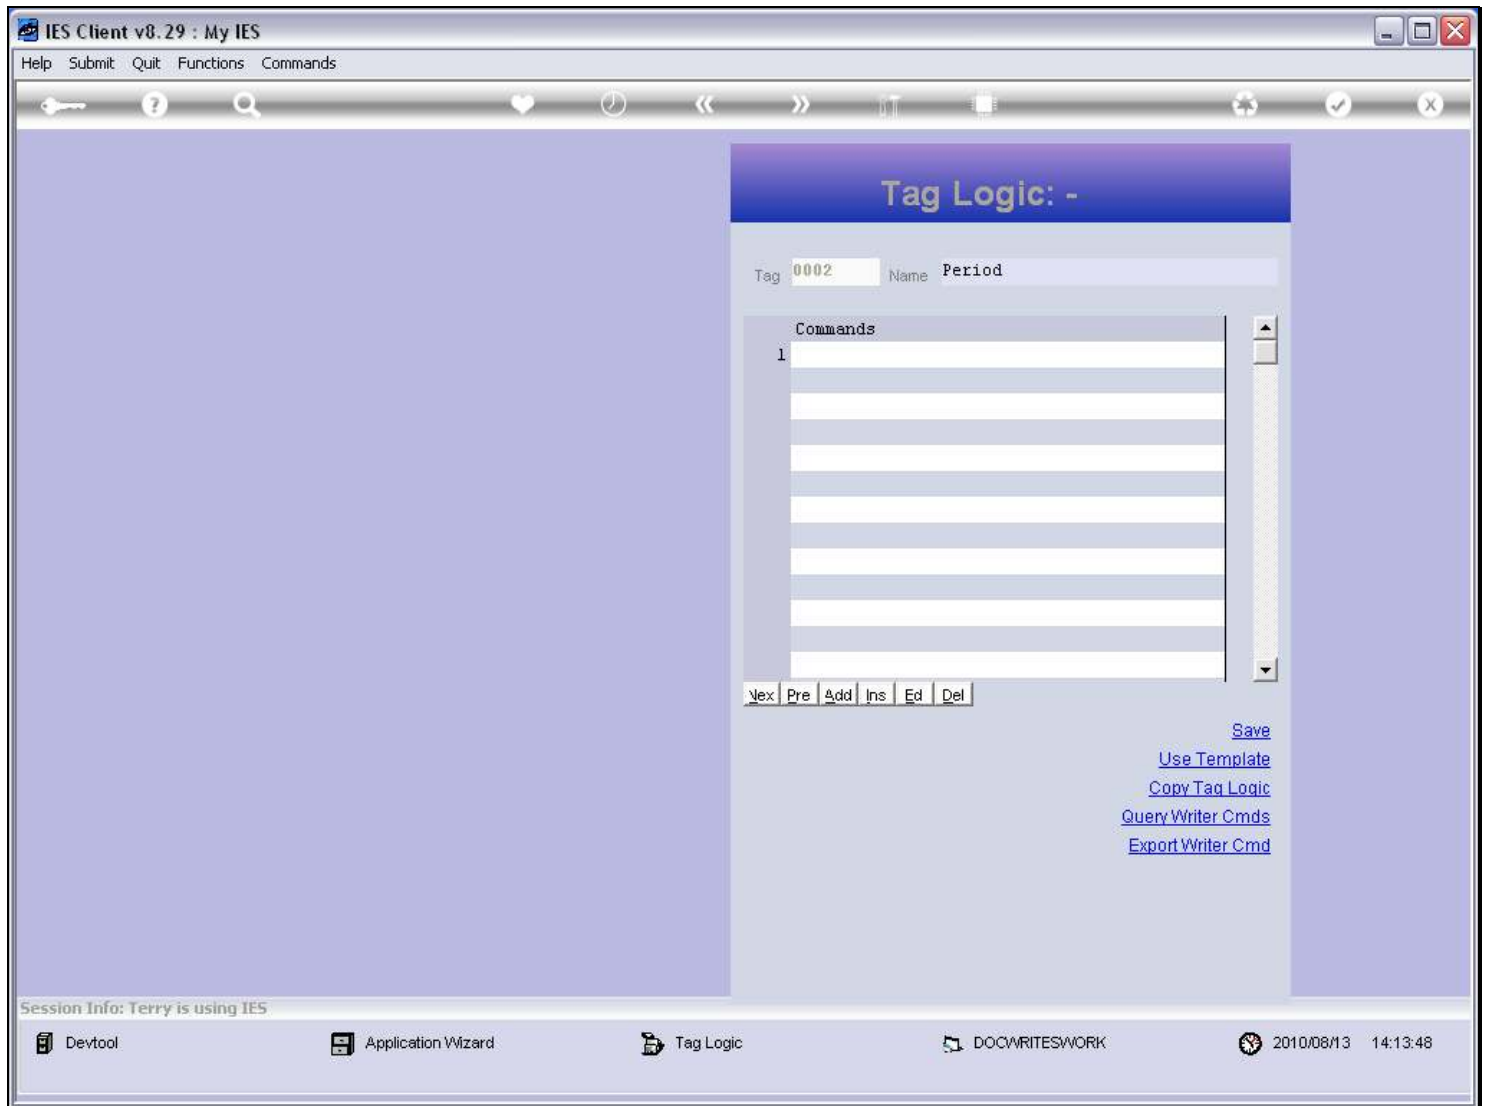 IES Client v8.29 : My IES
Help Submit Quit Functions Commands
Tag Logic: -
Tag 0002 Name Period
Commands
1
Nex Pre Add Ins Ed Del
Save
Use Template
Copy Tag Logic
Query Writer Cmds
Export Writer Cmd
Session Info: Terry is using IES
Devtool Application Wizard Tag Logic DOCWRITESWORK 2010/08/13 14:13:48